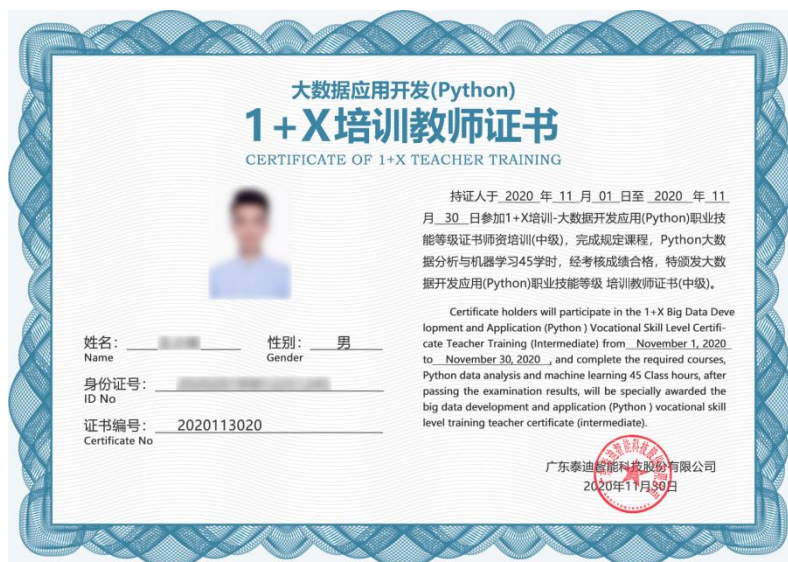 大数据应用开发(Python)
1+X培训教师证书
CERTIFICATE OF 1+X TEACHER TRAINING
持证人于 2020 年 11 月 01 日至 2020 年 11
月 30 日参加1+X培训-大数据开发应用(Python)职业技
能等级证书师资培训(中级)，完成规定课程，Python大数
据分析与机器学习45学时，经考核成绩合格，特颁发大数
据开发应用(Python)职业技能等级 培训教师证书(中级)。
Certificate holders will participate in the 1+X Big Data Deve
lopment and Application (Python ) Vocational Skill Level Certifi-
cate Teacher Training (Intermediate) from November 1, 2020
to November 30, 2020 , and complete the required courses,
Python data analysis and machine learning 45 Class hours, after
passing the examination results, will be specially awarded the
big data development and application (Python ) vocational skill
level training teacher certificate (intermediate).
姓名： 性别： 男
Name Gender
身份证号：
ID No
证书编号： 2020113020
Certificate No
广东泰迪智能科技股份有限公司
2020年11月30日